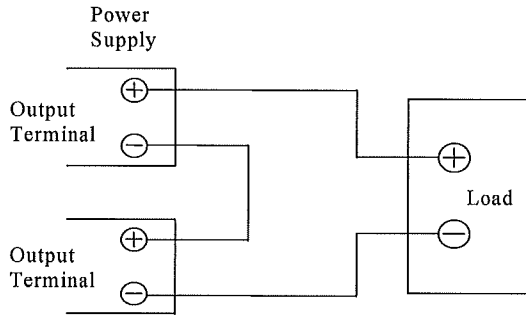 Power
Supply
Output
Terminal
+
−
Output
Terminal
+
−
+
Load
−